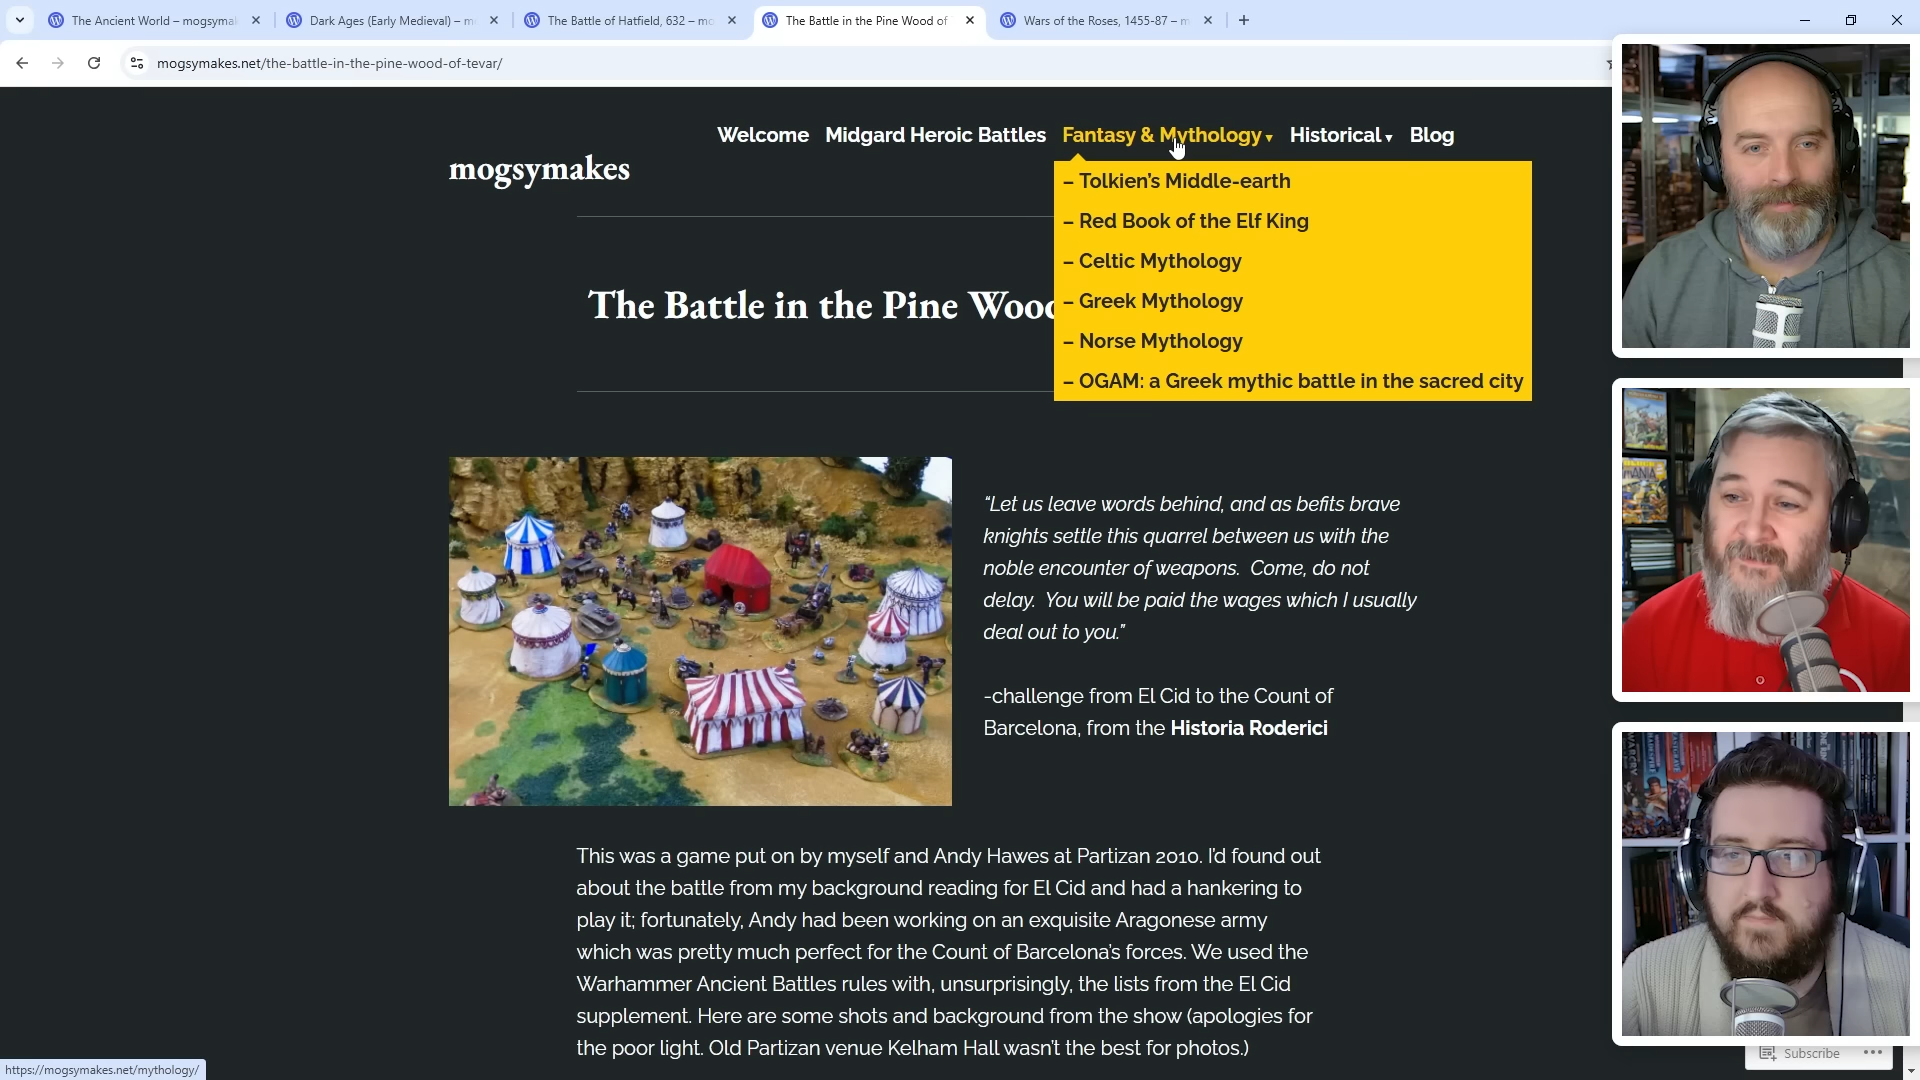 The Ancient World – mogsymak
Dark Ages (Early Medieval) – m
The Battle of Hatfield, 632 – mo
The Battle in the Pine Wood of
Wars of the Roses, 1455-87 – m
mogsymakes.net/the-battle-in-the-pine-wood-of-tevar/
Welcome
Midgard Heroic Battles
Fantasy & Mythology
Historical
Blog
mogsymakes
– Tolkien’s Middle-earth
– Red Book of the Elf King
– Celtic Mythology
– Greek Mythology
– Norse Mythology
– OGAM: a Greek mythic battle in the sacred city
The Battle in the Pine Wood
“Let us leave words behind, and as befits brave
knights settle this quarrel between us with the
noble encounter of weapons. Come, do not
delay. You will be paid the wages which I usually
deal out to you.”
-challenge from El Cid to the Count of
Barcelona, from the Historia Roderici
This was a game put on by myself and Andy Hawes at Partizan 2010. I’d found out
about the battle from my background reading for El Cid and had a hankering to
play it; fortunately, Andy had been working on an exquisite Aragonese army
which was pretty much perfect for the Count of Barcelona’s forces. We used the
Warhammer Ancient Battles rules with, unsurprisingly, the lists from the El Cid
supplement. Here are some shots and background from the show (apologies for
the poor light. Old Partizan venue Kelham Hall wasn’t the best for photos.)
Subscribe
https://mogsymakes.net/mythology/